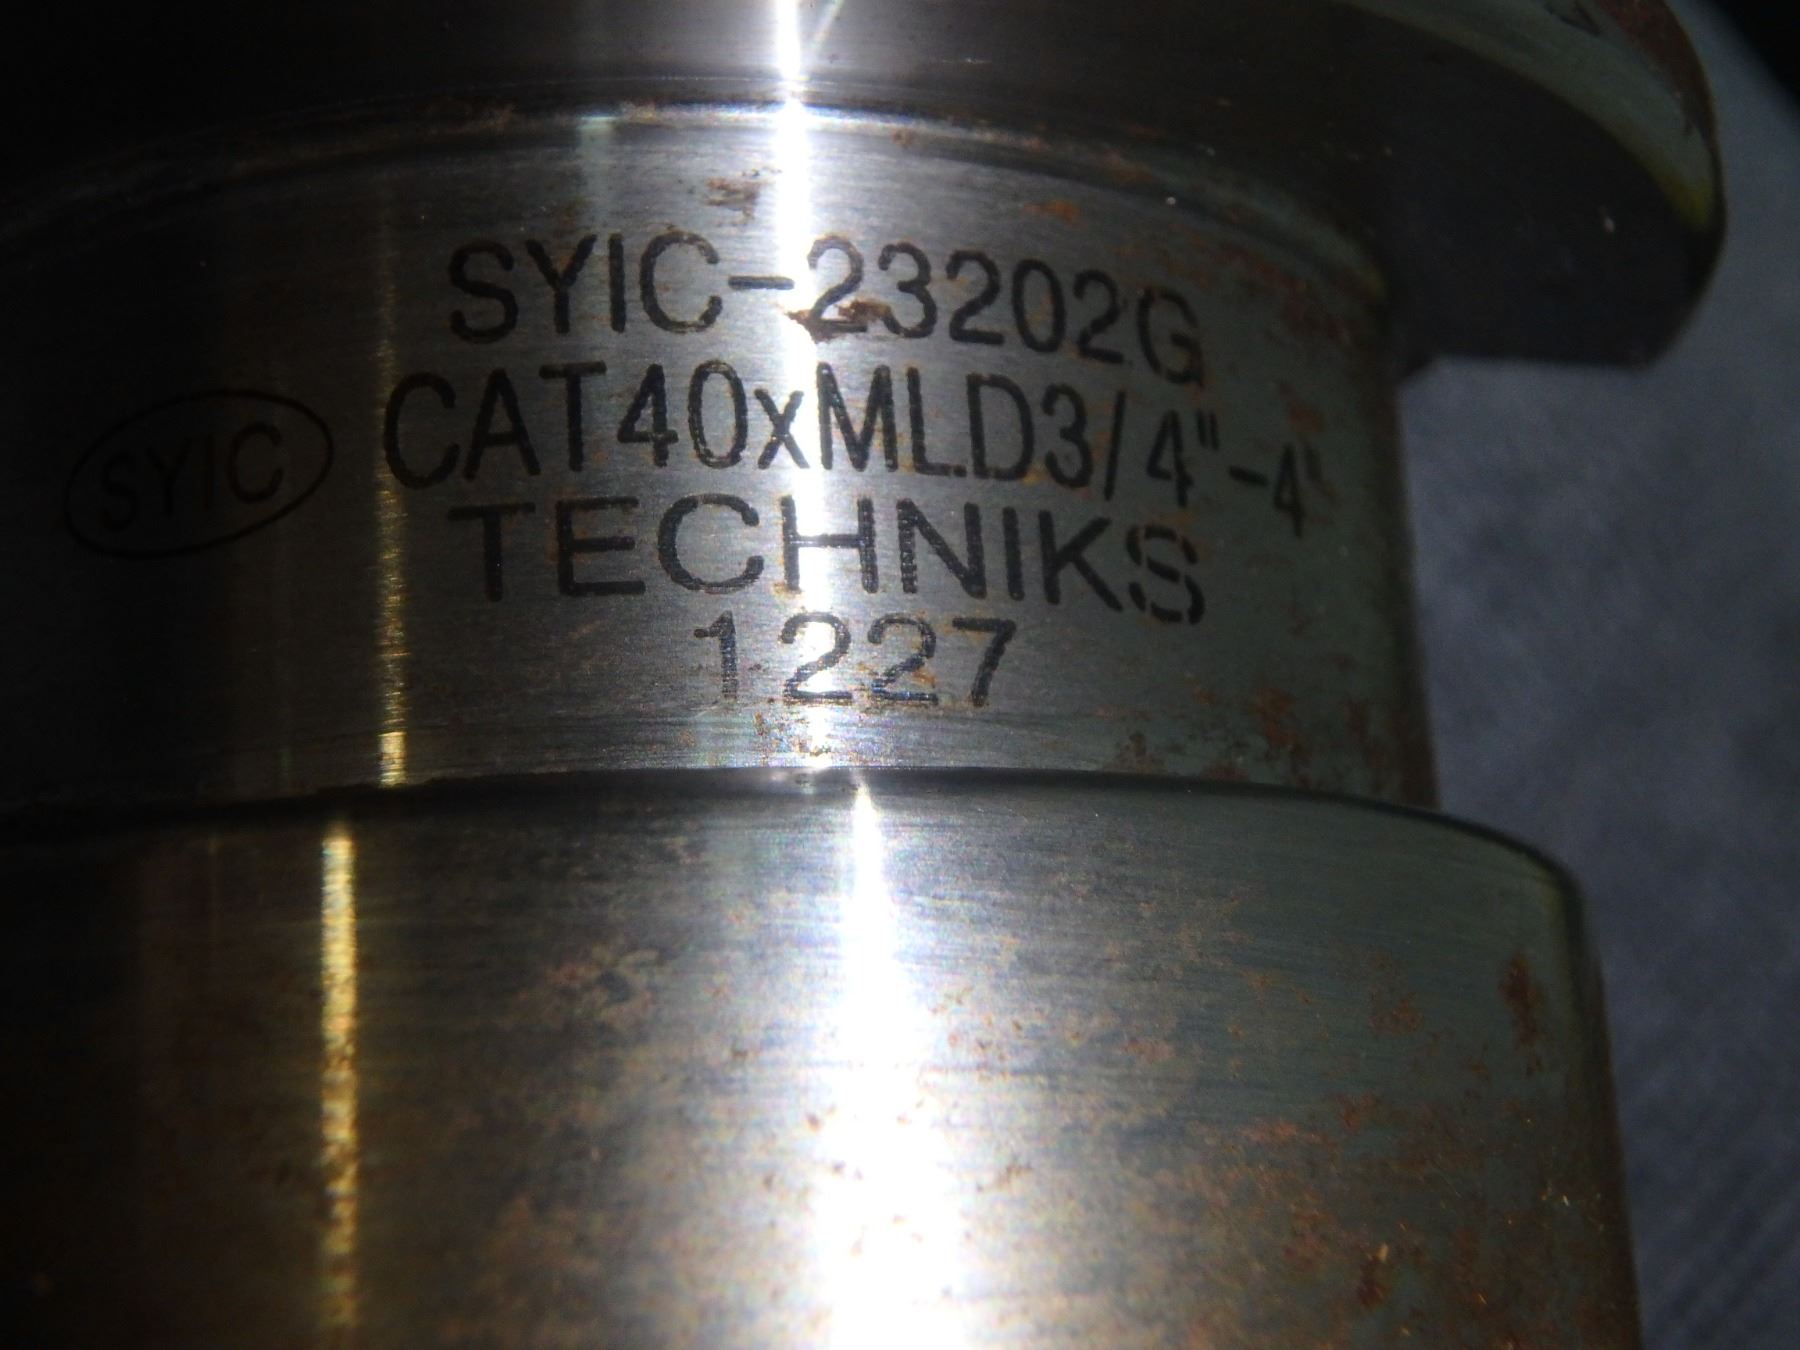 SYIC-23202G
SYIC
CAT40xMLD3/4"-4"
TECHNIKS
1227